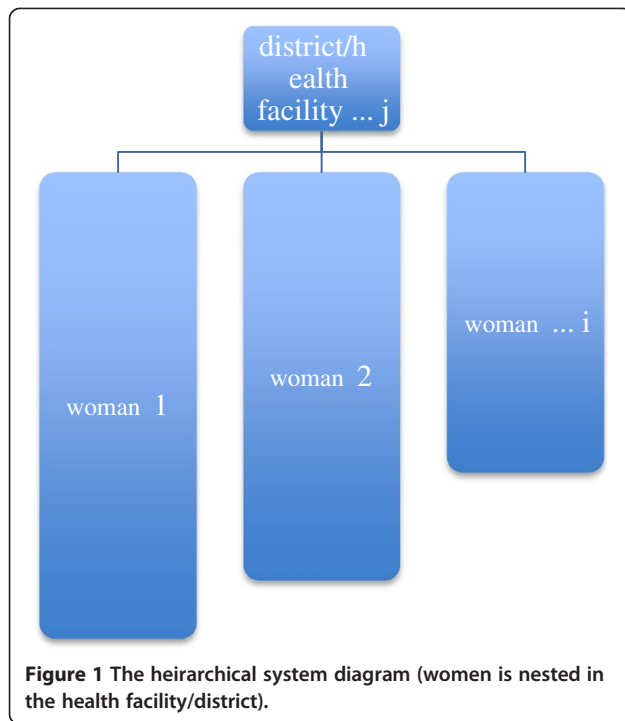 district/h
ealth
facility ... j
woman 1
woman 2
woman ... i
Figure 1 The heirarchical system diagram (women is nested in
the health facility/district).